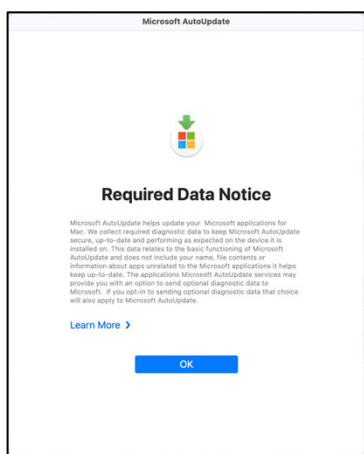 Microsoft AutoUpdate
Required Data Notice
Microsoft AutoUpdate helps update your Microsoft applications for
Mac. We collect required diagnostic data to keep Microsoft AutoUpdate
secure, up-to-date and performing as expected on the device it is
installed on. This data relates to the basic functioning of Microsoft
AutoUpdate and does not include your name, file contents or
information about apps unrelated to the Microsoft applications it helps
keep up-to-date. The applications Microsoft AutoUpdate services may
provide you with an option to send optional diagnostic data to
Microsoft. If you opt-in to sending optional diagnostic data that choice
will also apply to Microsoft AutoUpdate.
Learn More
OK